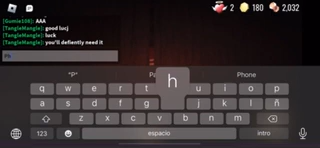 2 180 2,032
[Gumie108]: AAA
[TangleMangle]: good lucj
[TangleMangle]: luck
[TangleMangle]: you'll defiently need it
Ph
"P" Pa Phone
h
q w e r t u i o p
a s d f g j k l ñ
z x c v b n m
123 espacio intro